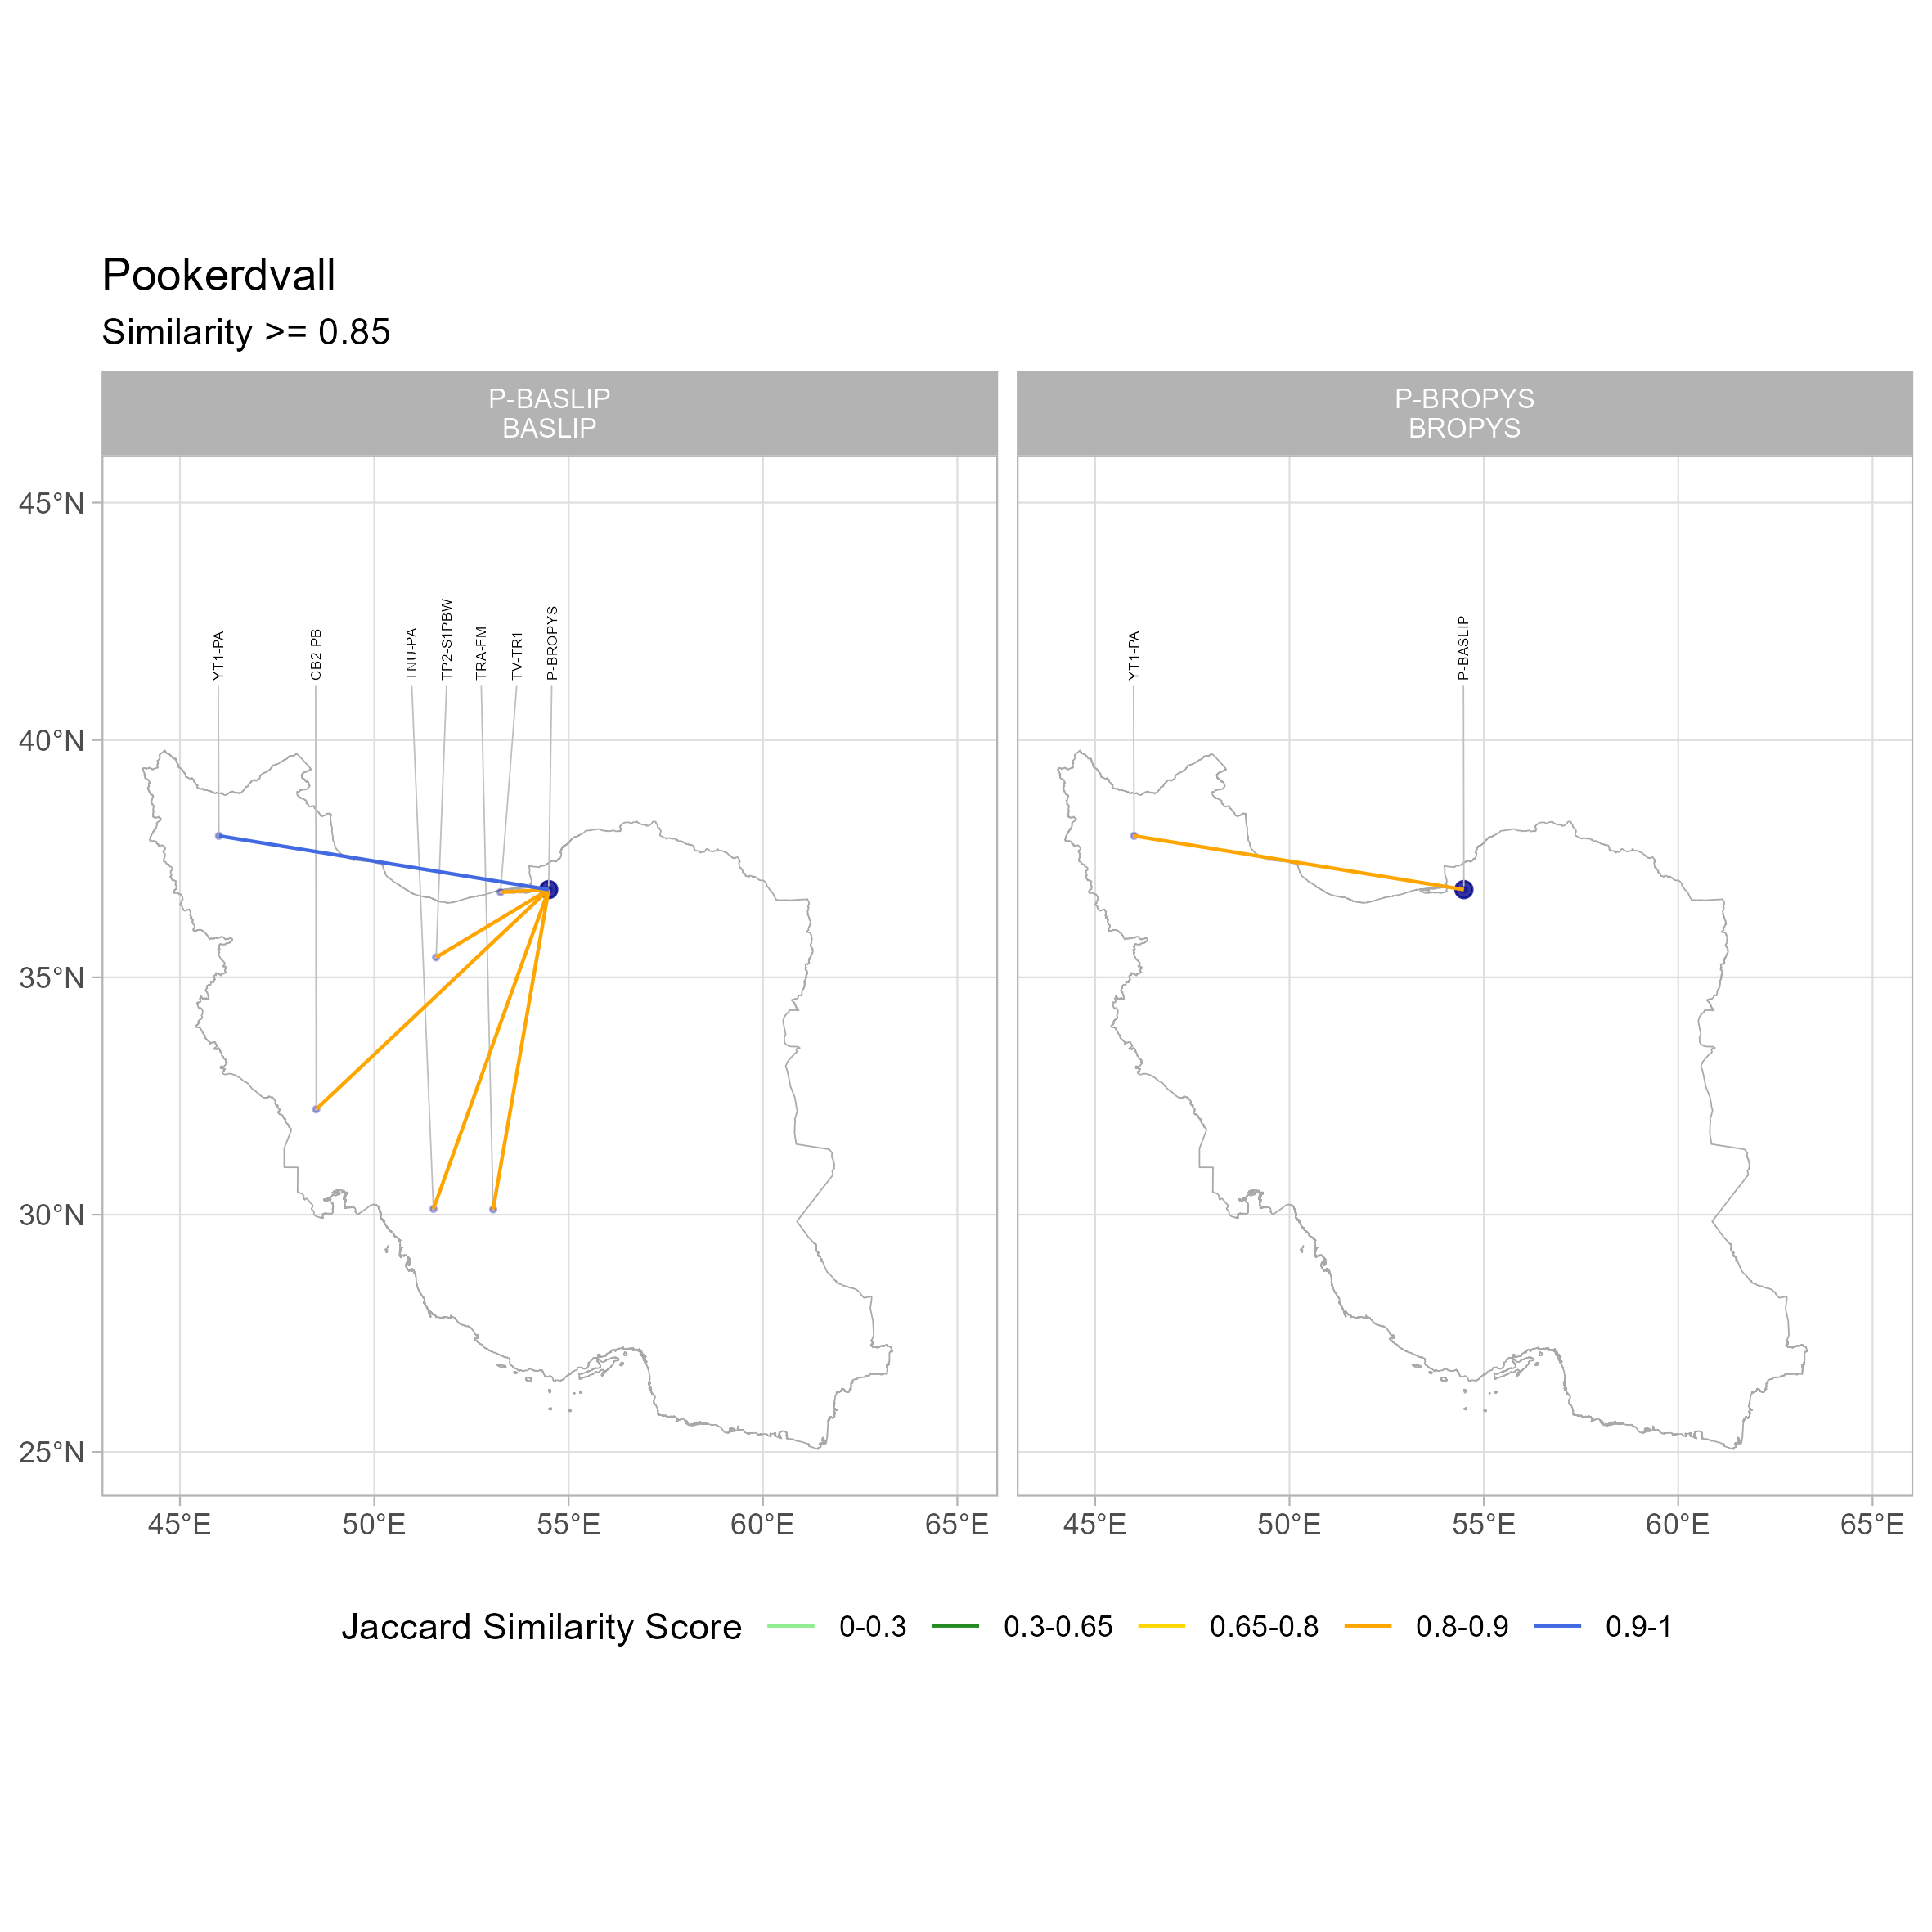 Pookerdvall
Similarity >= 0.85
P-BASLIP
BASLIP
P-BROPYS
BROPYS
45°N
40°N
35°N
30°N
25°N
YT1-PA
CB2-PB
TNU-PA
TP2-S1PBW
TRA-FM
TV-TR1
P-BROPYS
YT1-PA
P-BASLIP
45°E
50°E
55°E
60°E
65°E
45°E
50°E
55°E
60°E
65°E
Jaccard Similarity Score
0-0.3
0.3-0.65
0.65-0.8
0.8-0.9
0.9-1